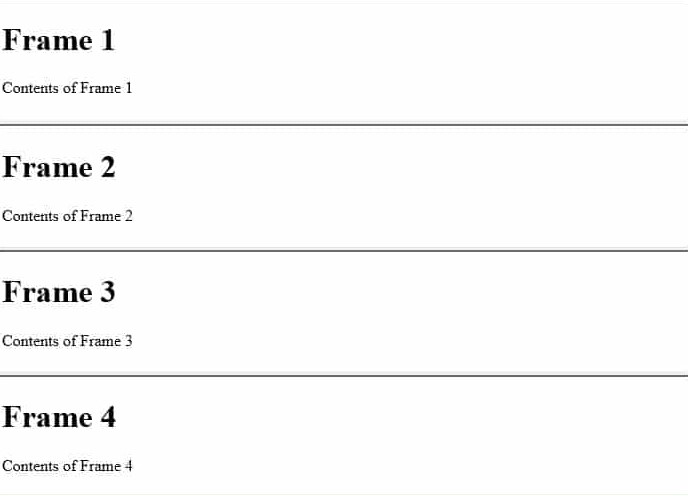 Frame 1
Contents of Frame 1
Frame 2
Contents of Frame 2
Frame 3
Contents of Frame 3
Frame 4
Contents of Frame 4